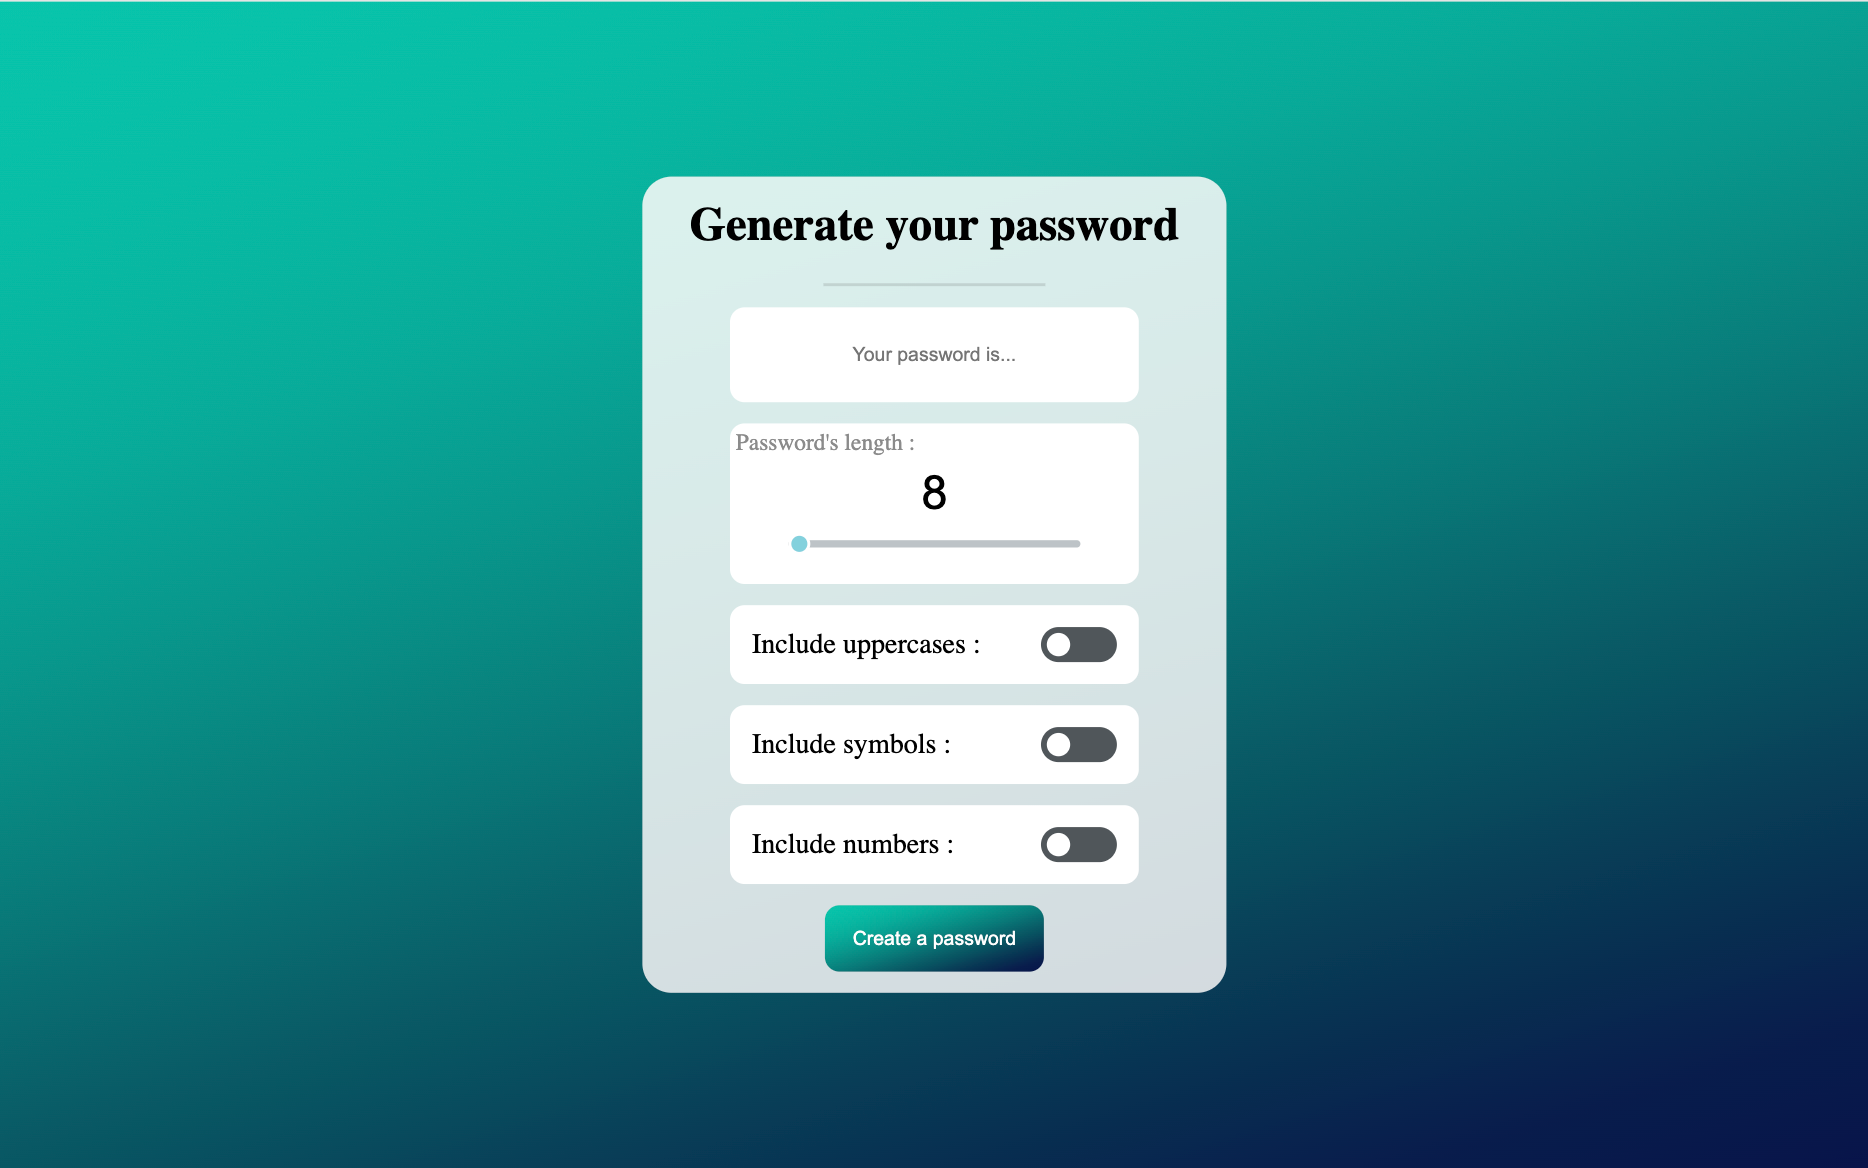 Generate your password
Your password is...
Password's length :
8
Include uppercases :
Include symbols :
Include numbers :
Create a password